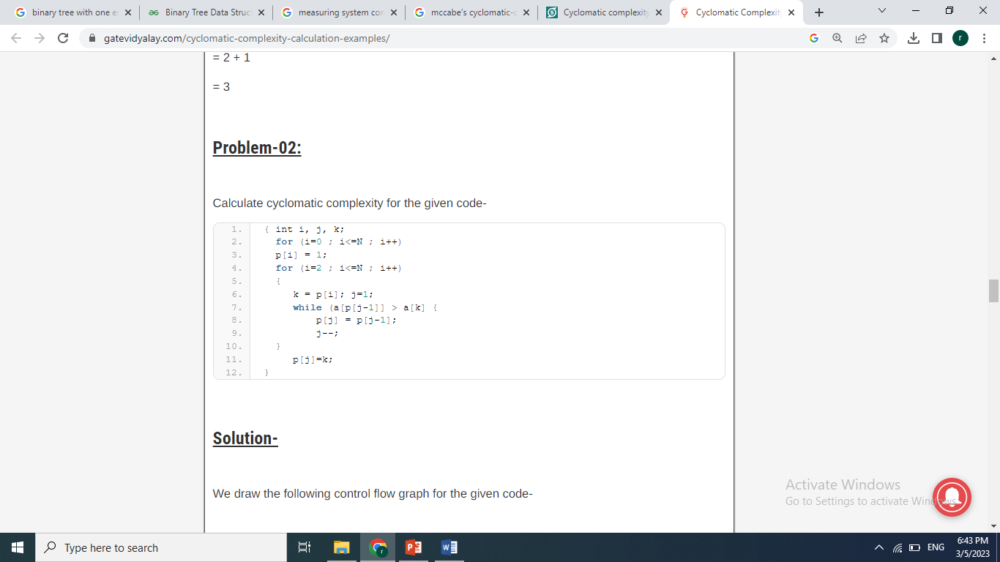 binary tree with one e
Binary Tree Data Struc
measuring system con
mccabe's cyclomatic-c
Cyclomatic complexity
Cyclomatic Complexit
gatevidyalay.com/cyclomatic-complexity-calculation-examples/
r
= 2 + 1
= 3
Problem-02:
Calculate cyclomatic complexity for the given code-
1. { int i, j, k;
2. for (i=0 ; i<=N ; i++)
3. p[i] = 1;
4. for (i=2 ; i<=N ; i++)
5. {
6. k = p[i]; j=1;
7. while (a[p[j-1]] > a[k] {
8. p[j] = p[j-1];
9. j--;
10. }
11. p[j]=k;
12. }
Solution-
We draw the following control flow graph for the given code-
Activate Windows
Go to Settings to activate Windows.
Type here to search
ENG
6:43 PM
3/5/2023